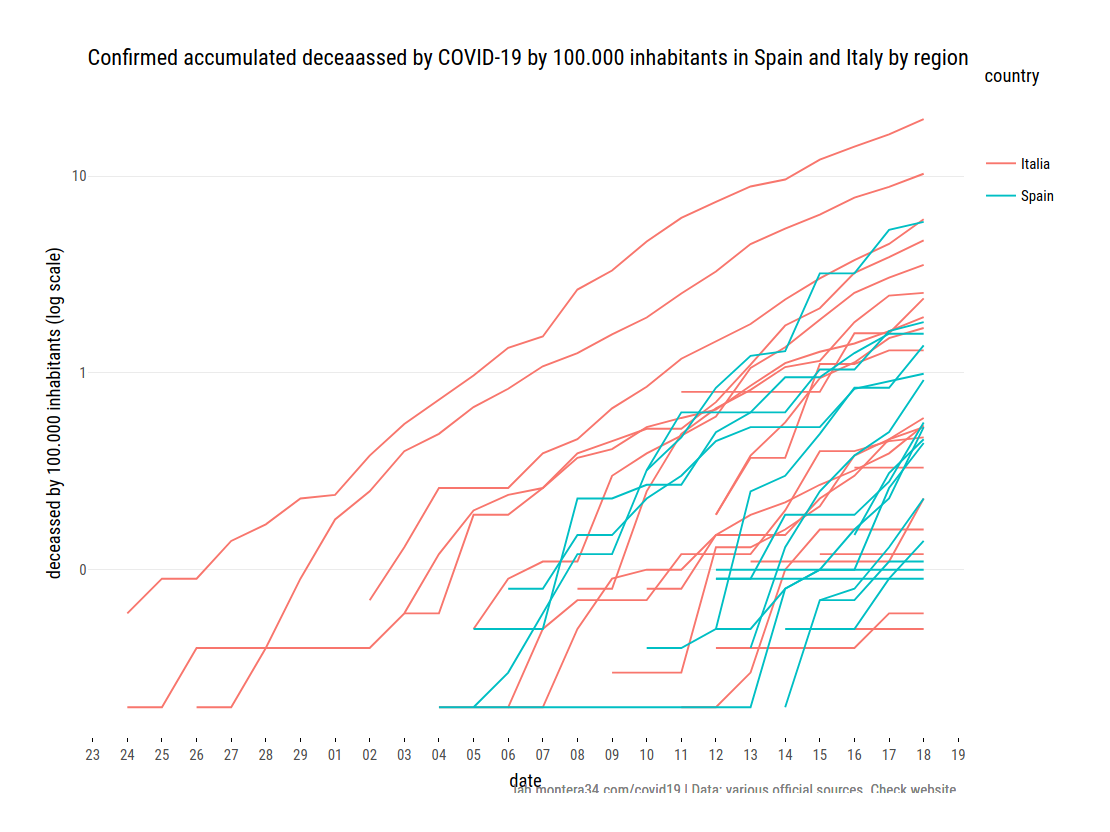 Confirmed accumulated deceaassed by COVID-19 by 100.000 inhabitants in Spain and Italy by region
country
Italia
Spain
deceassed by 100.000 inhabitants (log scale)
10
1
0
23 24 25 26 27 28 29 01 02 03 04 05 06 07 08 09 10 11 12 13 14 15 16 17 18 19
date
lab.montera34.com/covid19 | Data: various official sources. Check website